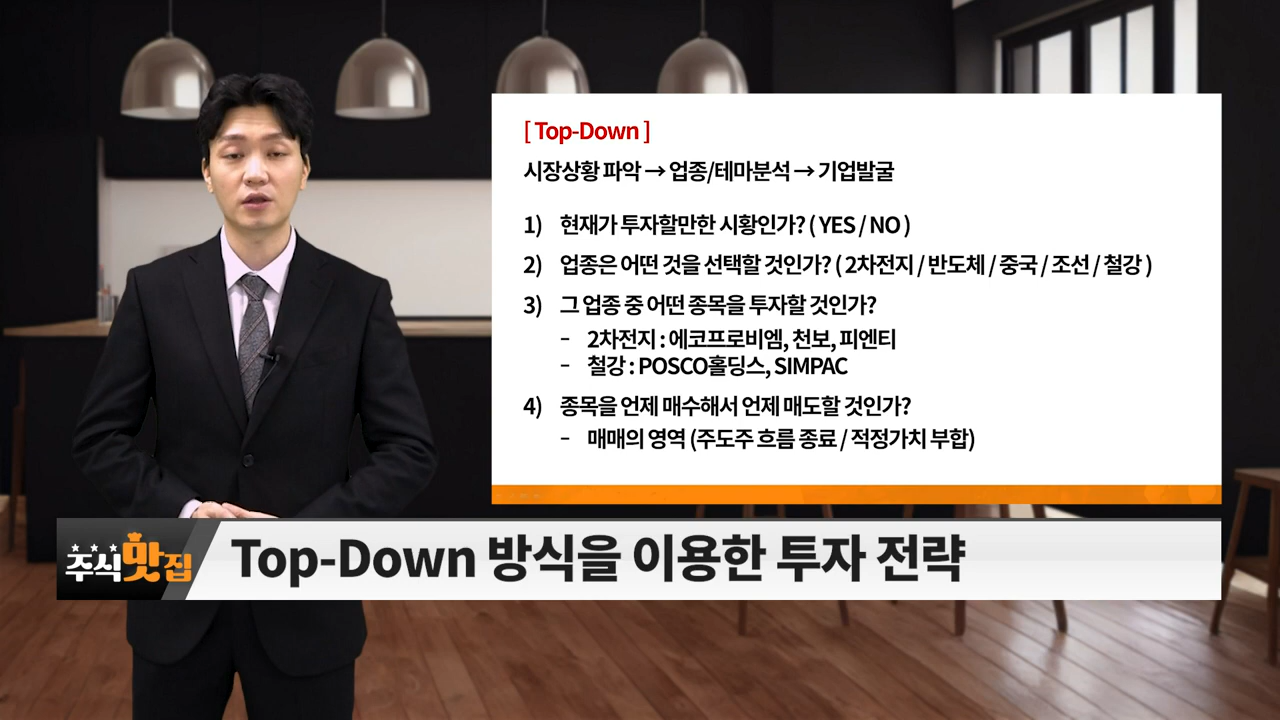 [ Top-Down ]
시장상황 파악 → 업종/테마분석 → 기업발굴
1) 현재가 투자할만한 시황인가? ( YES / NO )
2) 업종은 어떤 것을 선택할 것인가? ( 2차전지 / 반도체 / 중국 / 조선 / 철강 )
3) 그 업종 중 어떤 종목을 투자할 것인가?
- 2차전지 : 에코프로비엠, 천보, 피엔티
- 철강 : POSCO홀딩스, SIMPAC
4) 종목을 언제 매수해서 언제 매도할 것인가?
- 매매의 영역 (주도주 흐름 종료 / 적정가치 부합)
주식맛집
Top-Down 방식을 이용한 투자 전략